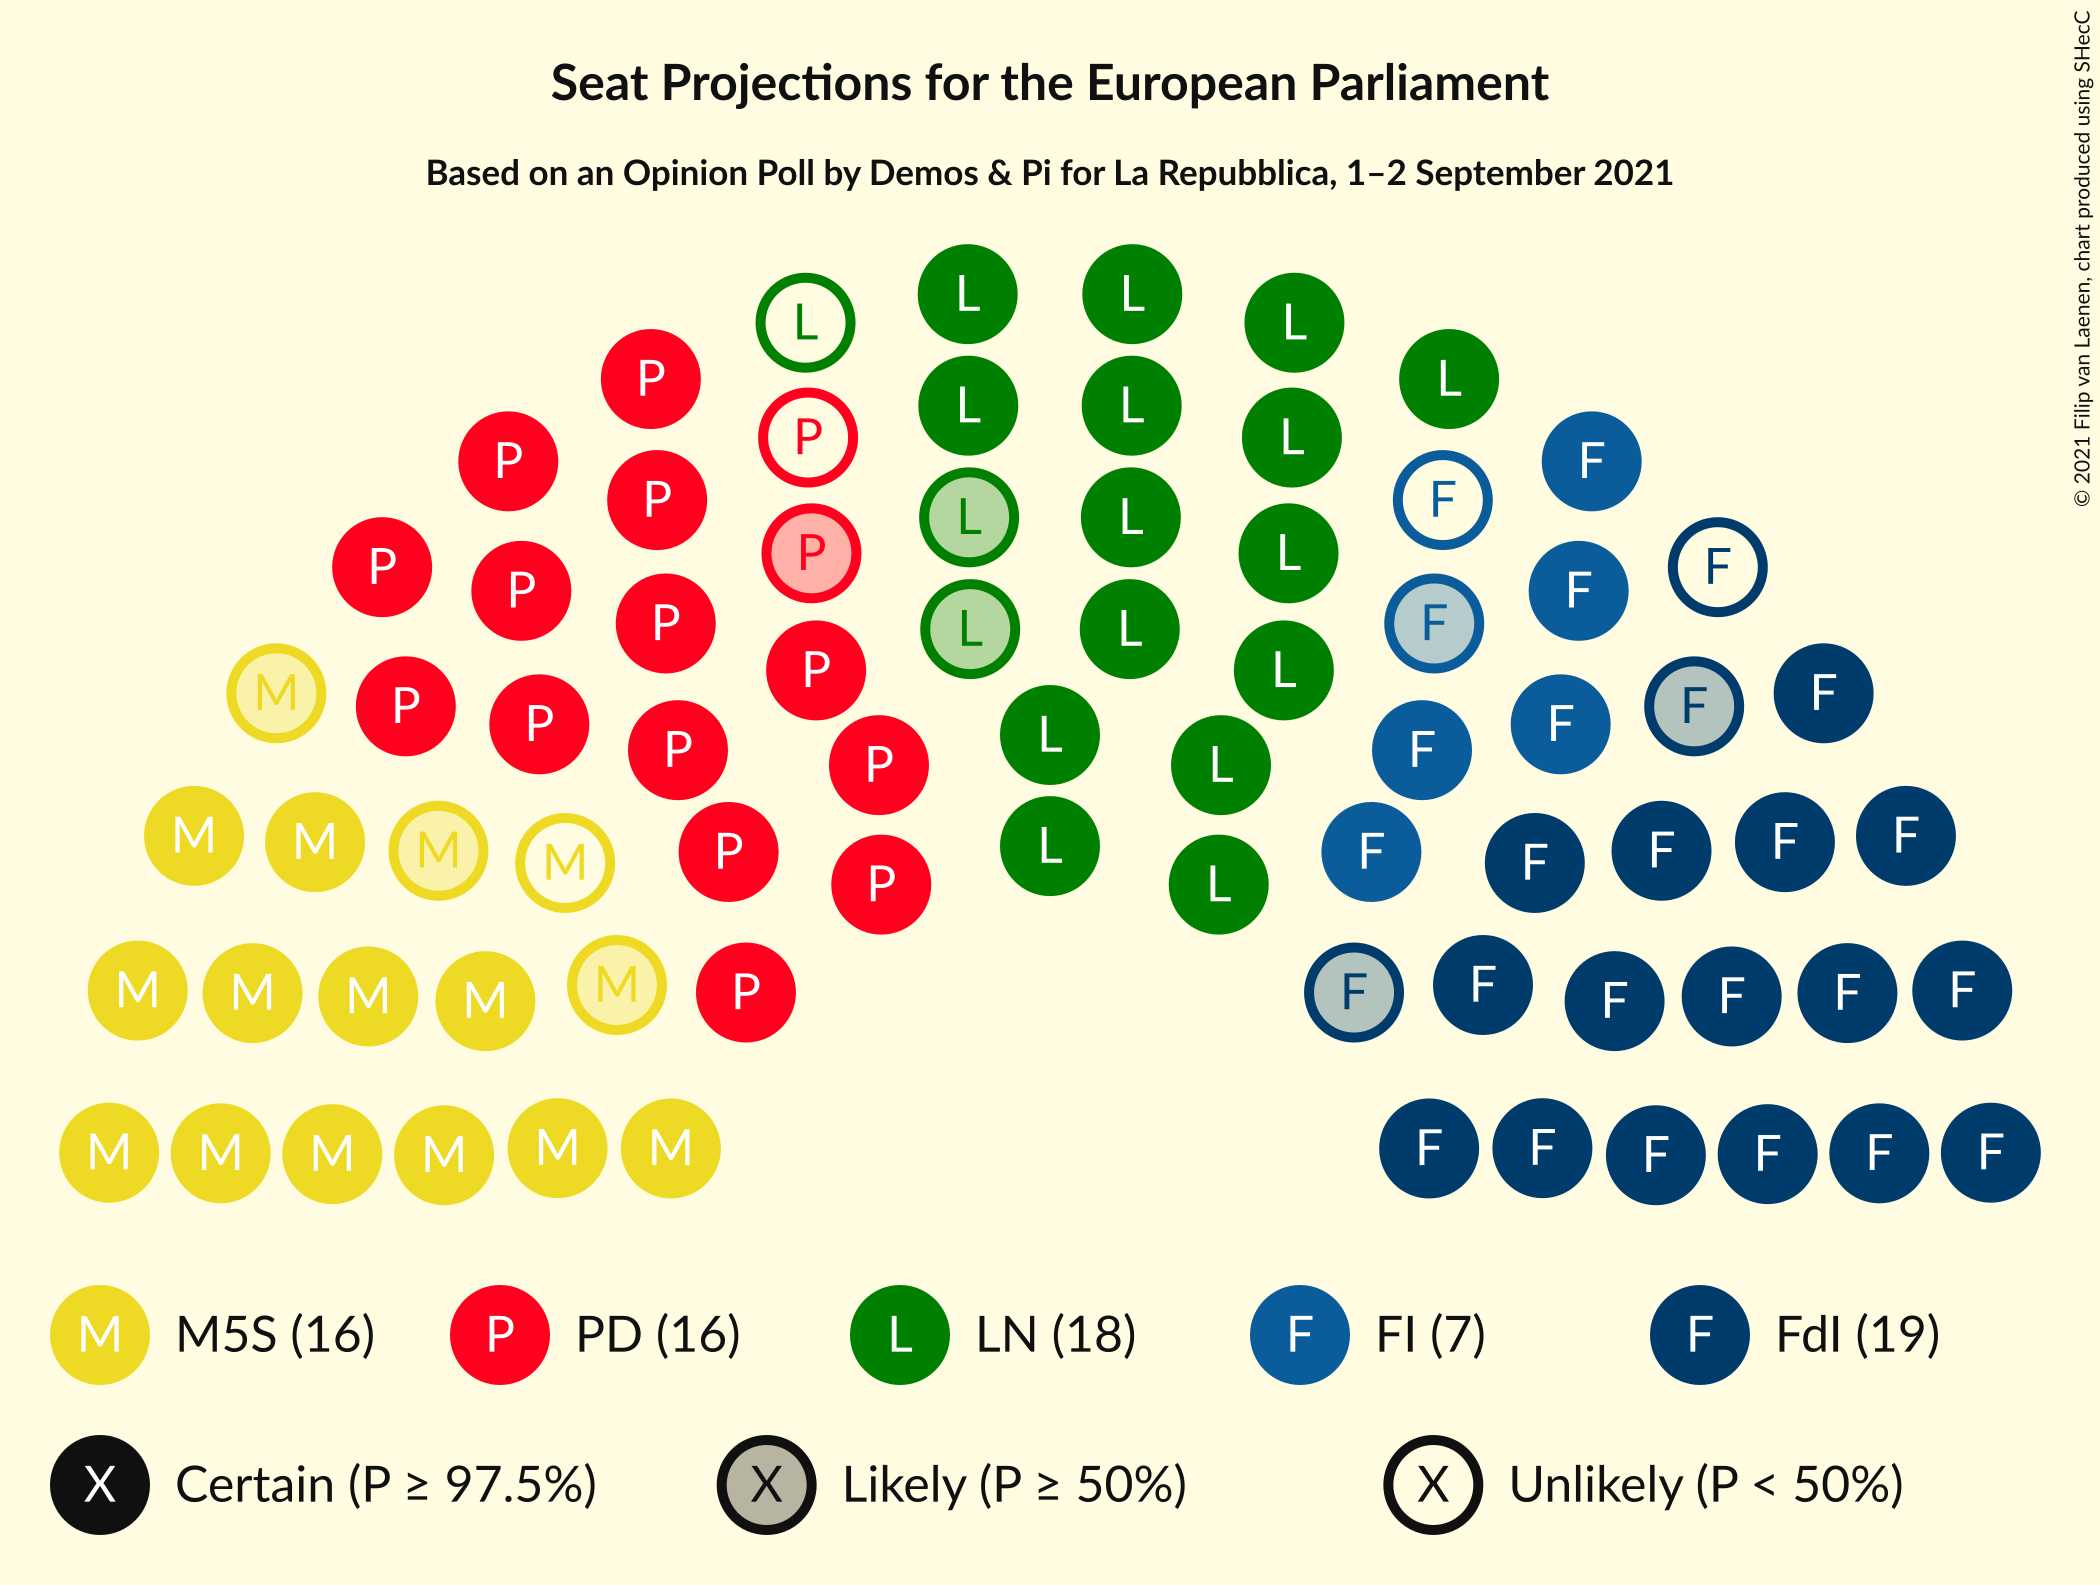 Seat Projections for the European Parliament
Based on an Opinion Poll by Demos & Pi for La Repubblica, 1–2 September 2021
© 2021 Filip van Laenen, chart produced using SHecC
L L L L
P L
P L L L F
P P F
P L L F
P P F
P L L F
M P L L F
P P F F
P P F
P L L F
M M M M P F F F F F
P L L
M M M M M P F F F F F F
M M M M M M F F F F F F
M M5S (16) P PD (16) L LN (18) F FI (7) F FdI (19)
X Certain (P ≥ 97.5%) X Likely (P ≥ 50%) X Unlikely (P < 50%)